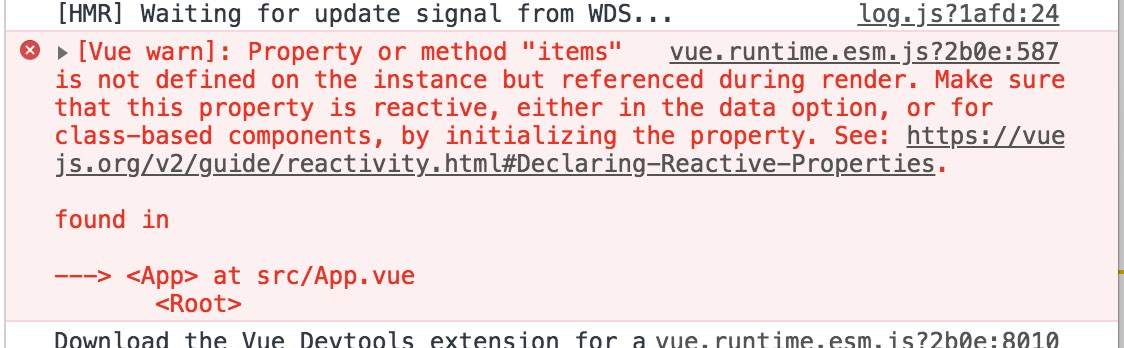 [HMR] Waiting for update signal from WDS... log.js?1afd:24
[Vue warn]: Property or method "items" vue.runtime.esm.js?2b0e:587
is not defined on the instance but referenced during render. Make sure
that this property is reactive, either in the data option, or for
class-based components, by initializing the property. See: https://vue
js.org/v2/guide/reactivity.html#Declaring-Reactive-Properties.
found in
---> <App> at src/App.vue
<Root>
Download the Vue Devtools extension for a vue.runtime.esm.js?2b0e:8010